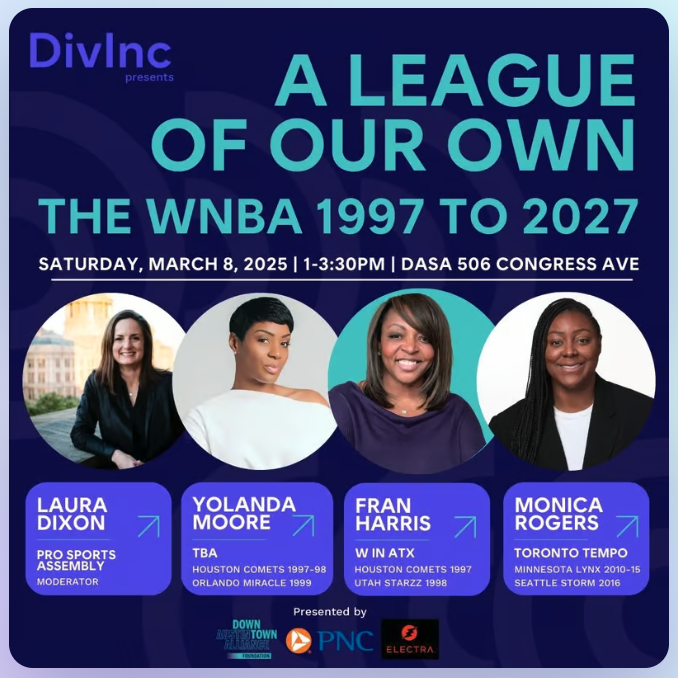 DivInc
presents
A LEAGUE
OF OUR OWN
THE WNBA 1997 TO 2027
SATURDAY, MARCH 8, 2025 | 1-3:30PM | DASA 506 CONGRESS AVE
LAURA
DIXON
PRO SPORTS
ASSEMBLY
MODERATOR
YOLANDA
MOORE
TBA
HOUSTON COMETS 1997-98
ORLANDO MIRACLE 1999
FRAN
HARRIS
W IN ATX
HOUSTON COMETS 1997
UTAH STARZZ 1998
MONICA
ROGERS
TORONTO TEMPO
MINNESOTA LYNX 2010-15
SEATTLE STORM 2016
Presented by
DOWN
AUSTINTOWN
ALLIANCE
FOUNDATION
PNC
ELECTRA